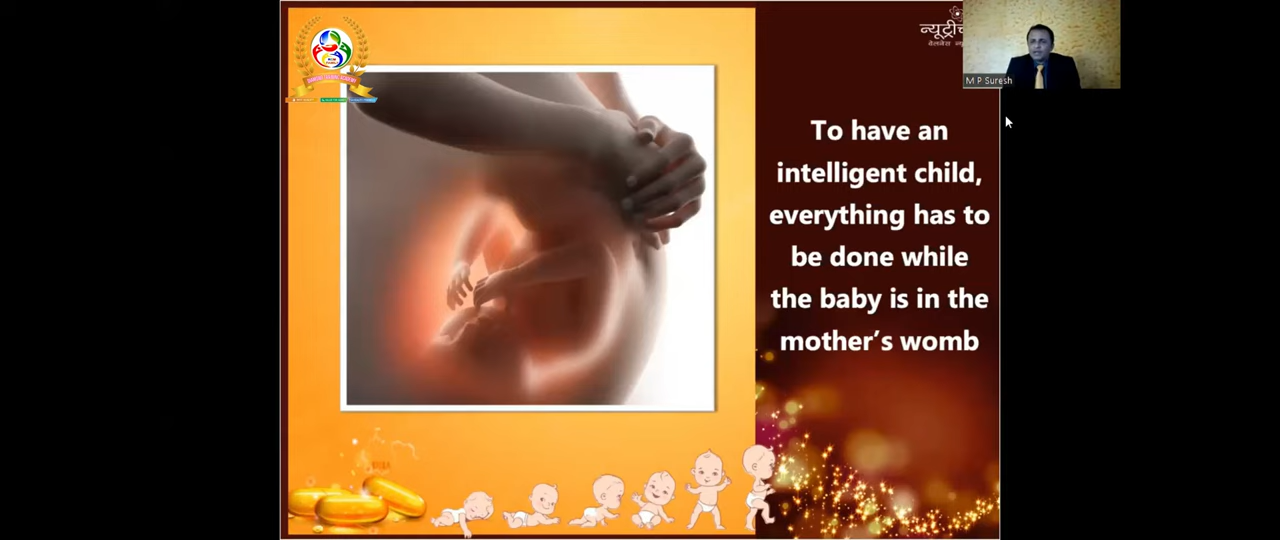 M P Suresh
To have an
intelligent child,
everything has to
be done while
the baby is in the
mother’s womb